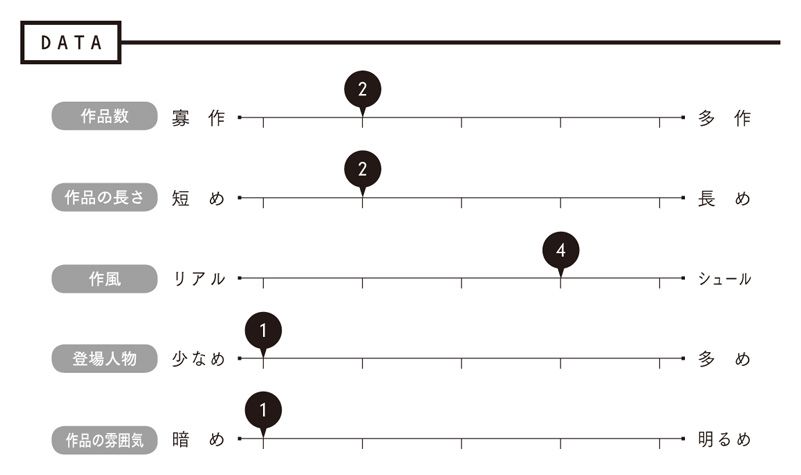 DATA
2
作品数 寡作 多作
2
作品の長さ 短め 長め
4
作風 リアル シュール
1
登場人物 少なめ 多め
1
作品の雰囲気 暗め 明るめ